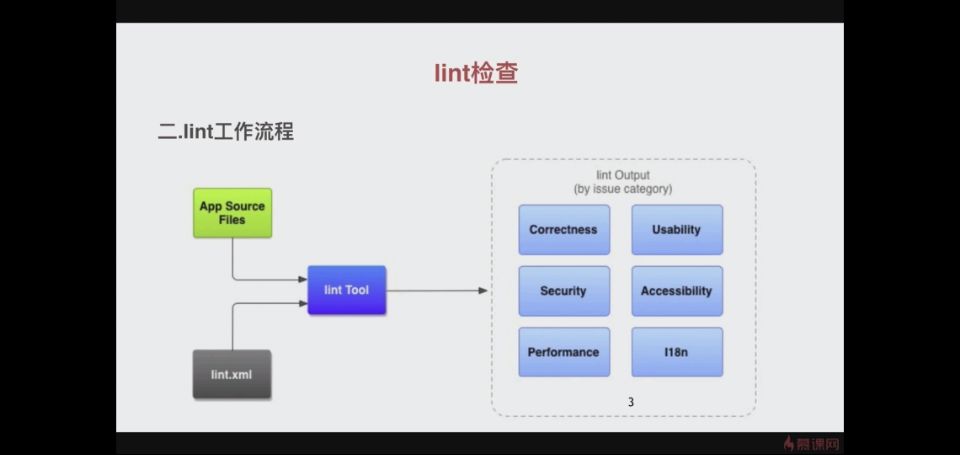 lint检查
二.lint工作流程
lint Output
(by issue category)
App Source
Files
Correctness
Usability
lint Tool
Security
Accessibility
lint.xml
Performance
I18n
3
慕课网